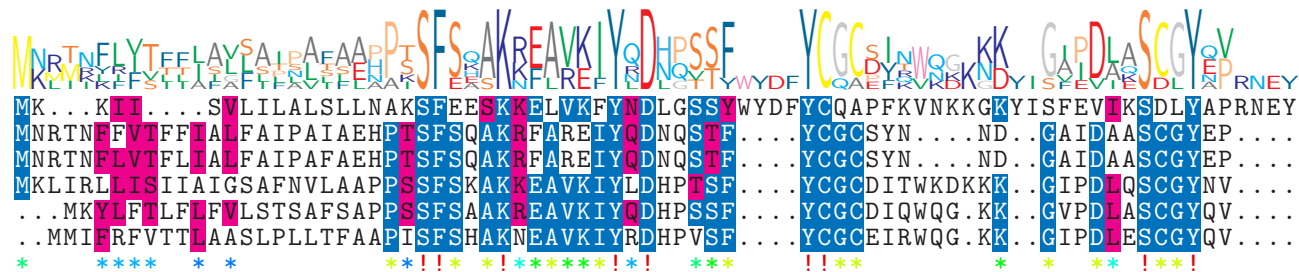 MK...KII....SVLILALSLLNAKSFEESKKELVKFYNDLGSSYWYDFYCQAPFKVNKKGKYISFEVIKSDLYAPRNEY
MNRTNFFVTFFIALFAIPAIAEHPTSFSQAKRFAREIYQDNQSTF....YCGCSYN....ND..GAIDAASCGYEP....
MNRTNFLVTFLIALFAIPAFAEHPTSFSQAKRFAREIYQDNQSTF....YCGCSYN....ND..GAIDAASCGYEP....
MKLIRLLISIIAIGSAFNVLAAPPSSFSKAKKEAVKIYLDHPTSF....YCGCDITWKDKKK..GIPDLQSCGYNV....
...MKYLFTLFLFVLSTSAFSAPPSSFSAAKREAVKIYQDHPSSF....YCGCDIQWQG.KK..GVPDLASCGYQV....
..MMIFRFVTTLAASLPLLTFAAPISFSHAKNEAVKIYRDHPVSF....YCGCEIRWQG.KK..GIPDLESCGYQV....
* **** * * **!!* *!*****!!*! *** !!** * * ** !**!